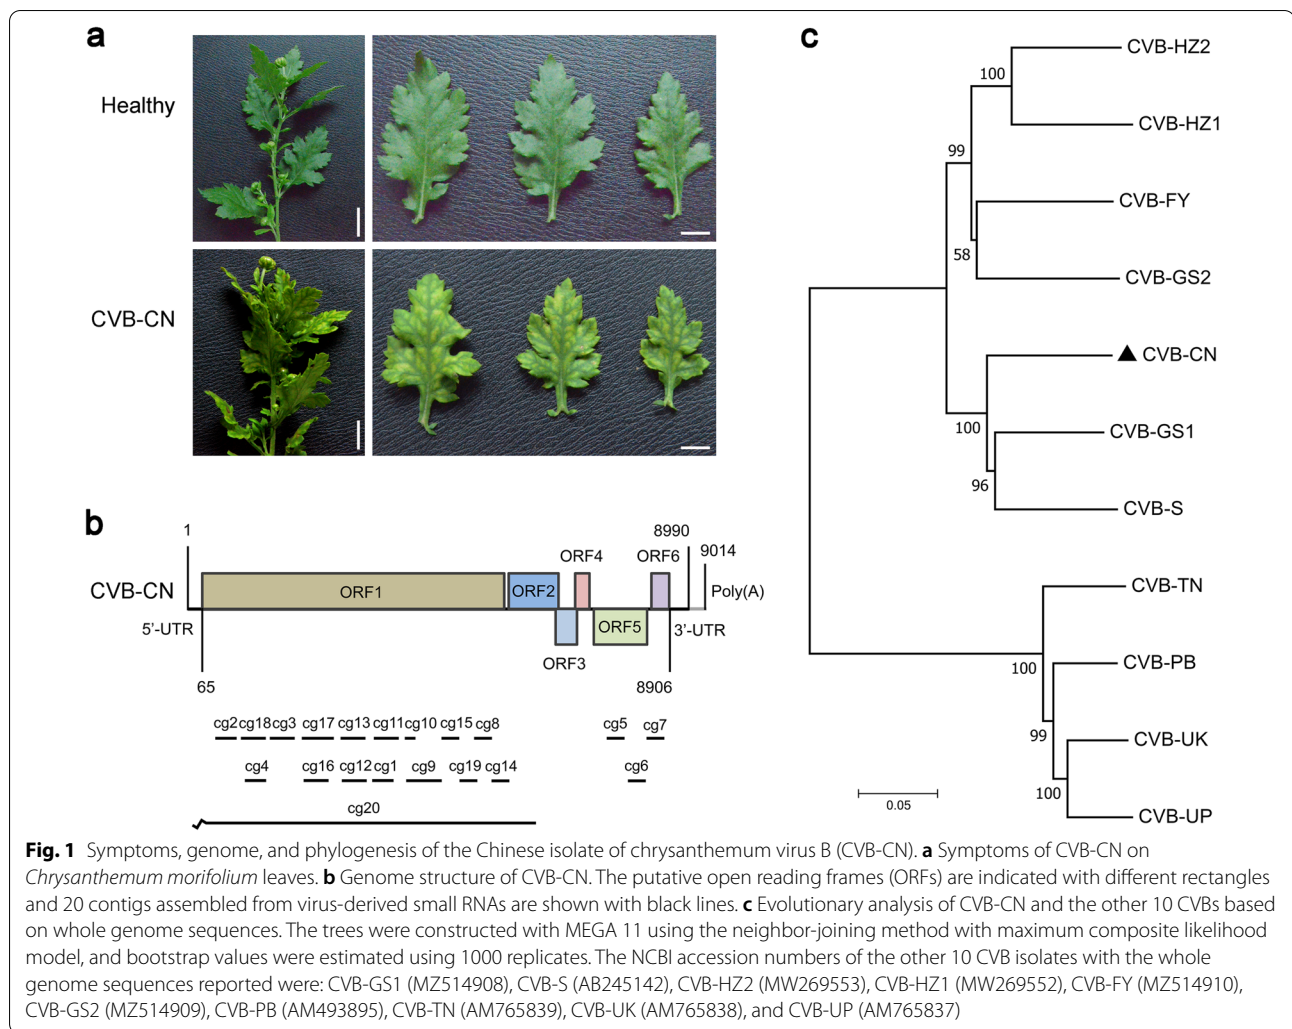 a
Healthy
CVB-CN
b
1
8990
9014
ORF4
ORF6
CVB-CN
ORF1
ORF2
Poly(A)
5’-UTR
ORF5
3’-UTR
ORF3
65
8906
cg2 cg18 cg3 cg17 cg13 cg11 cg10 cg15 cg8 cg5 cg7
cg4 cg16 cg12 cg1 cg9 cg19 cg14 cg6
cg20
c
CVB-HZ2
100
CVB-HZ1
99
CVB-FY
58
CVB-GS2
CVB-CN
100
CVB-GS1
96
CVB-S
CVB-TN
100
CVB-PB
99
CVB-UK
100
CVB-UP
0.05
Fig. 1 Symptoms, genome, and phylogenesis of the Chinese isolate of chrysanthemum virus B (CVB-CN). a Symptoms of CVB-CN on
Chrysanthemum morifolium leaves. b Genome structure of CVB-CN. The putative open reading frames (ORFs) are indicated with different rectangles
and 20 contigs assembled from virus-derived small RNAs are shown with black lines. c Evolutionary analysis of CVB-CN and the other 10 CVBs based
on whole genome sequences. The trees were constructed with MEGA 11 using the neighbor-joining method with maximum composite likelihood
model, and bootstrap values were estimated using 1000 replicates. The NCBI accession numbers of the other 10 CVB isolates with the whole
genome sequences reported were: CVB-GS1 (MZ514908), CVB-S (AB245142), CVB-HZ2 (MW269553), CVB-HZ1 (MW269552), CVB-FY (MZ514910),
CVB-GS2 (MZ514909), CVB-PB (AM493895), CVB-TN (AM765839), CVB-UK (AM765838), and CVB-UP (AM765837)